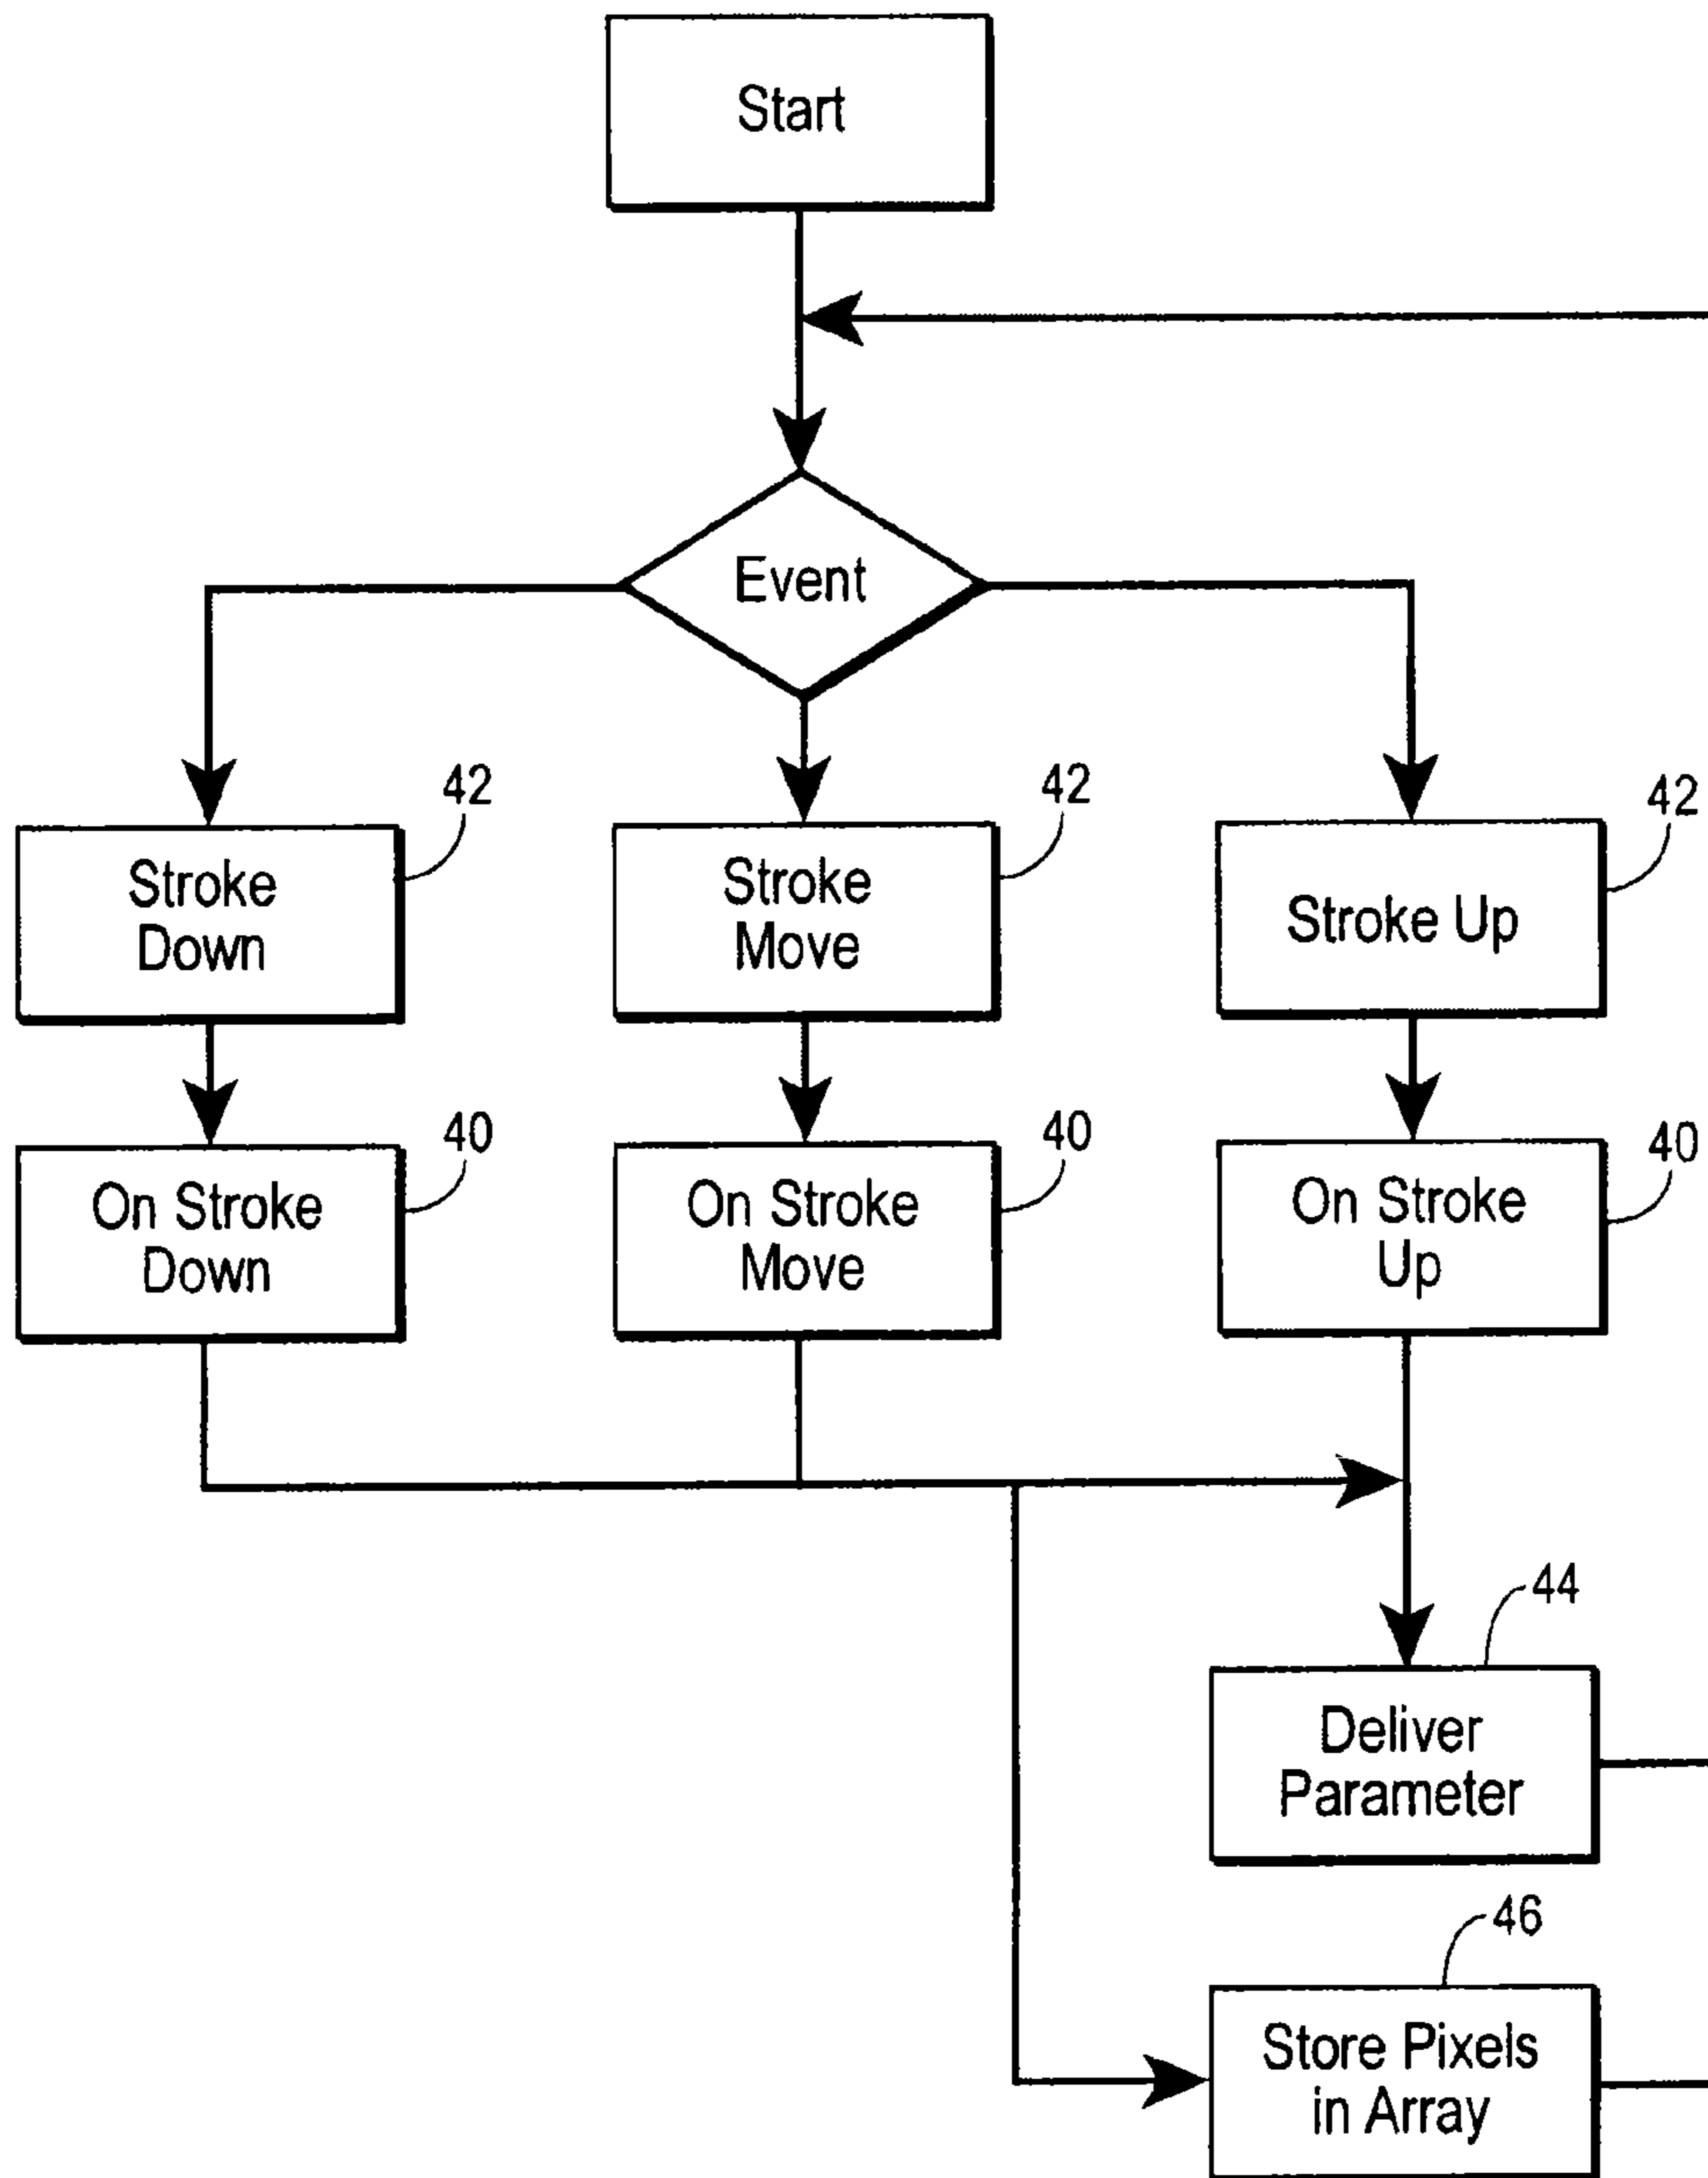 Start
Event
42
42
42
Stroke
Down
Stroke
Move
Stroke Up
40
40
40
On Stroke
Down
On Stroke
Move
On Stroke
Up
44
Deliver
Parameter
46
Store Pixels
in Array